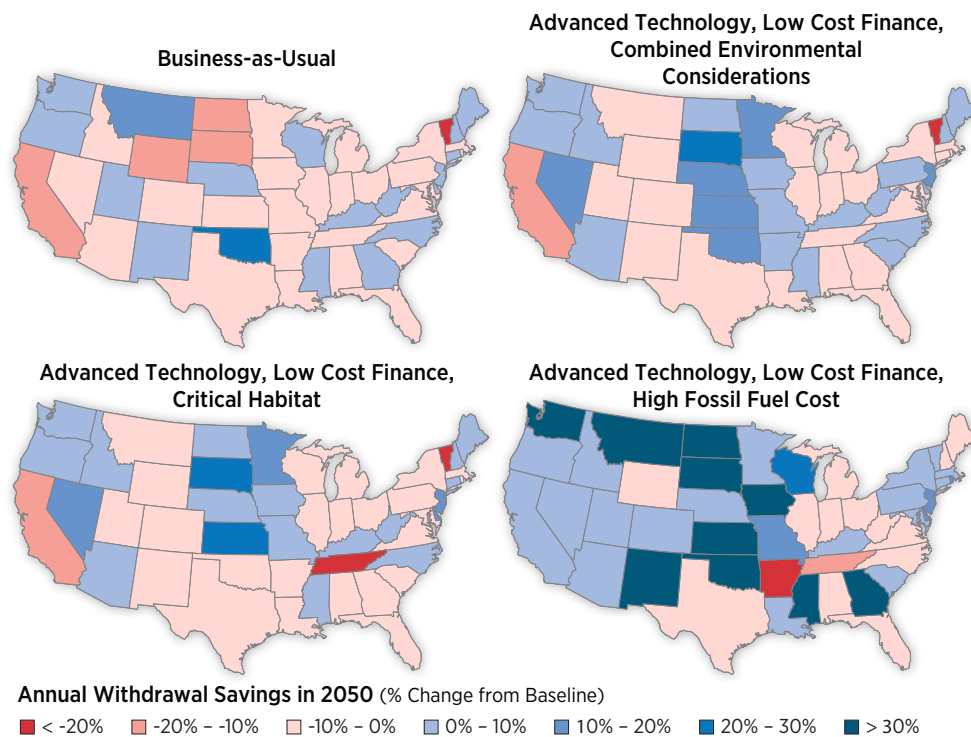 Business-as-Usual
Advanced Technology, Low Cost Finance,
Combined Environmental
Considerations
Advanced Technology, Low Cost Finance,
Critical Habitat
Advanced Technology, Low Cost Finance,
High Fossil Fuel Cost
Annual Withdrawal Savings in 2050 (% Change from Baseline)
< -20% -20% – -10% -10% – 0% 0% – 10% 10% – 20% 20% – 30% > 30%